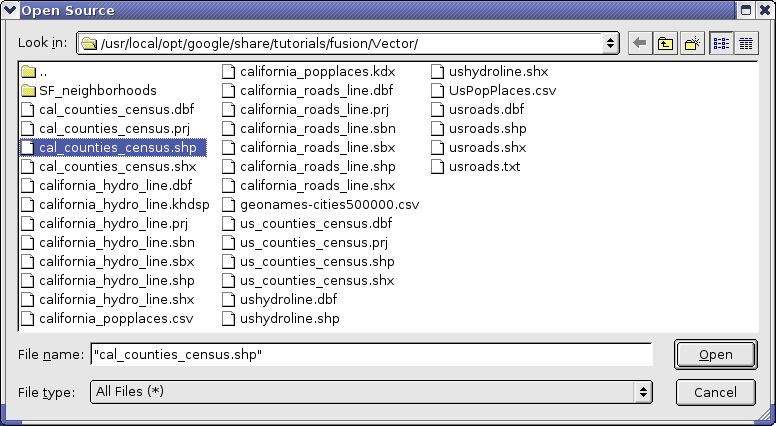 Open Source
Look in: /usr/local/opt/google/share/tutorials/fusion/Vector/
..
SF_neighborhoods
cal_counties_census.dbf
cal_counties_census.prj
cal_counties_census.shp
cal_counties_census.shx
california_hydro_line.dbf
california_hydro_line.khdsp
california_hydro_line.prj
california_hydro_line.sbn
california_hydro_line.sbx
california_hydro_line.shp
california_hydro_line.shx
california_popplaces.csv
california_popplaces.kdx
california_roads_line.dbf
california_roads_line.prj
california_roads_line.sbn
california_roads_line.sbx
california_roads_line.shp
california_roads_line.shx
geonames-cities500000.csv
us_counties_census.dbf
us_counties_census.prj
us_counties_census.shp
us_counties_census.shx
ushydroline.dbf
ushydroline.shp
ushydroline.shx
UsPopPlaces.csv
usroads.dbf
usroads.shp
usroads.shx
usroads.txt
File name: "cal_counties_census.shp"
Open
File type: All Files (*)
Cancel